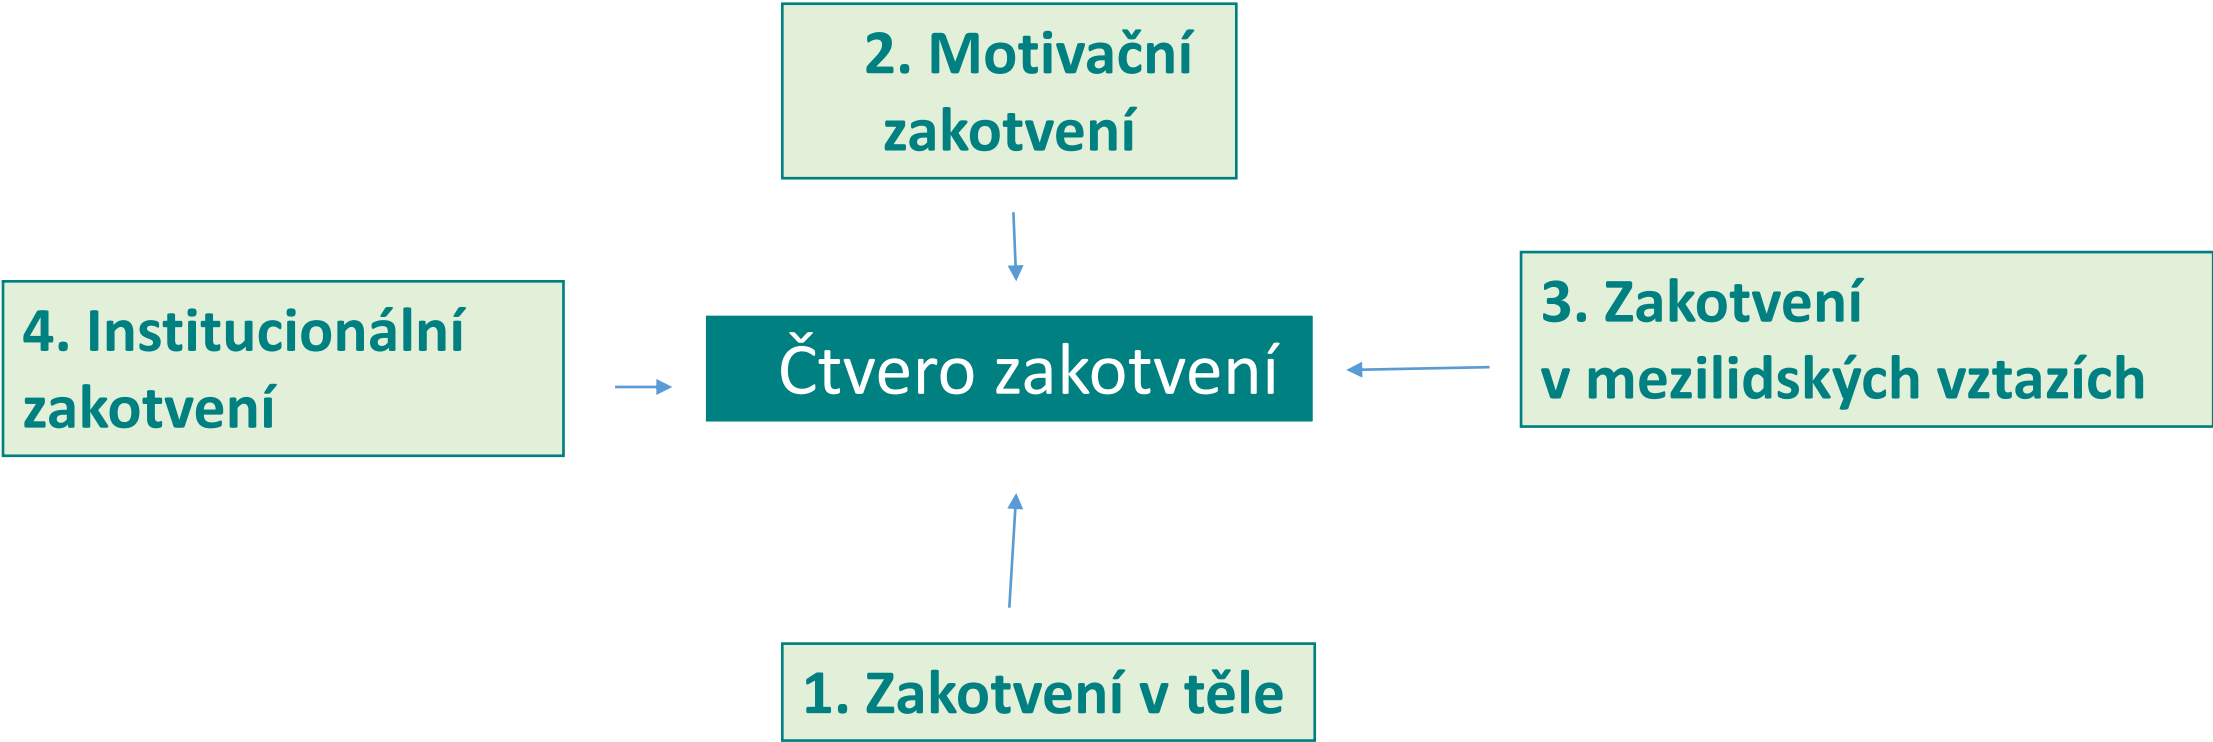 2. Motivační
zakotvení
4. Institucionální
zakotvení
Čtvero zakotvení
3. Zakotvení
v mezilidských vztazích
1. Zakotvení v těle